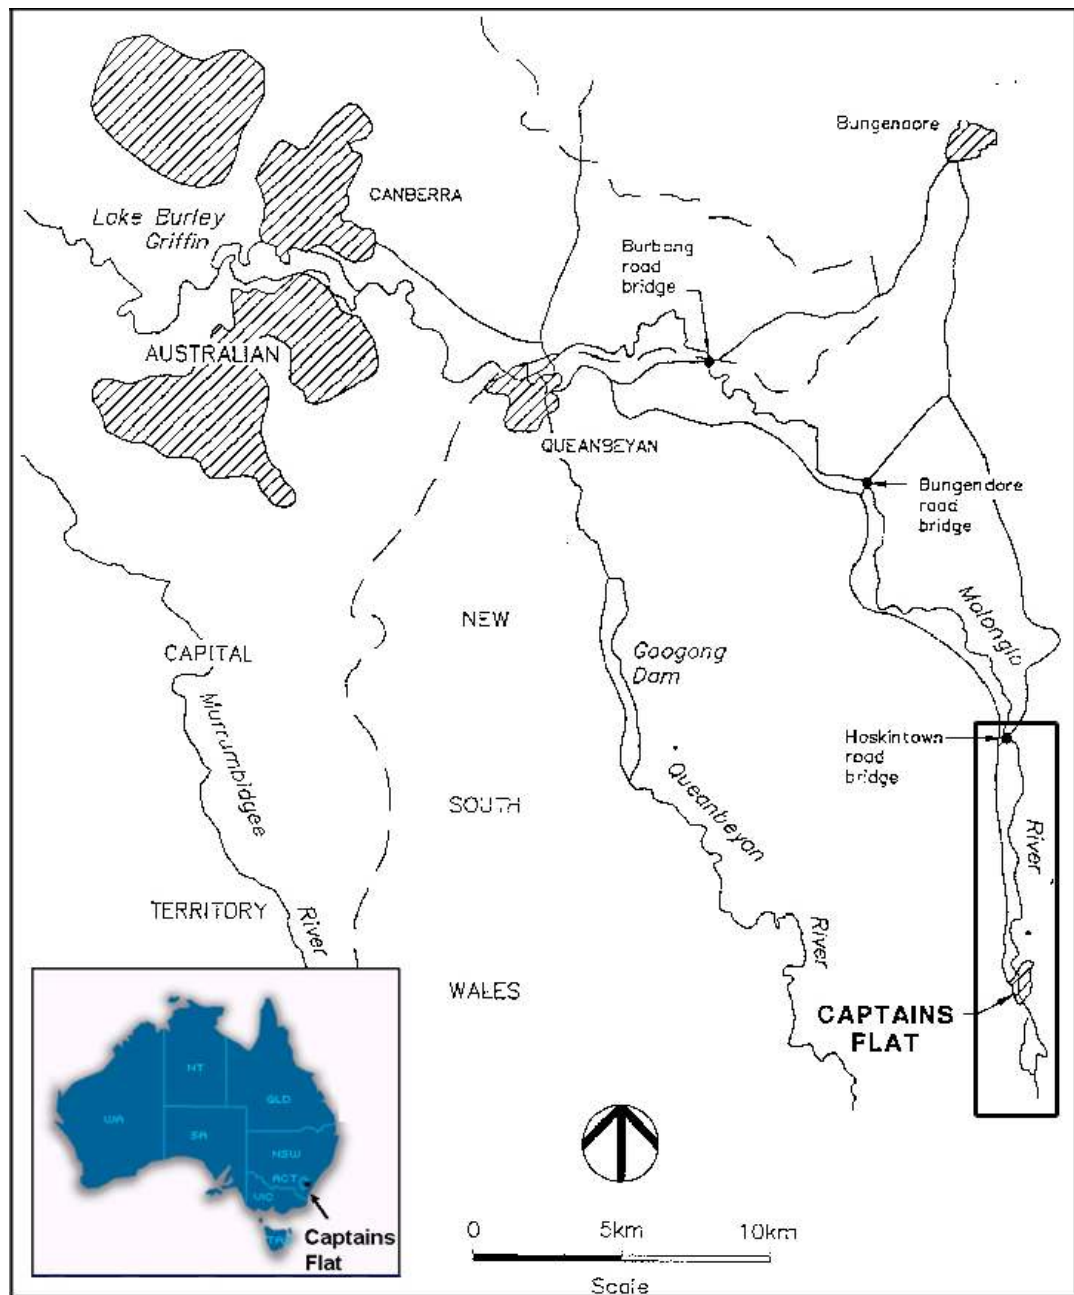 Bungendore
CANBERRA
Lake Burley
Griffin
Burbong
road
bridge
AUSTRALIAN
QUEANBEYAN
Bungendore
road
bridge
NEW
Molonglo
CAPITAL
Googong
Dam
Murrumbidgee
Hoskintown
road
bridge
Queanbeyan
SOUTH
River
TERRITORY
River
River
WALES
CAPTAINS
FLAT
NT
QLD
WA
SA
NSW
ACT
VIC
Captains
Flat
0 5km 10km
Scale